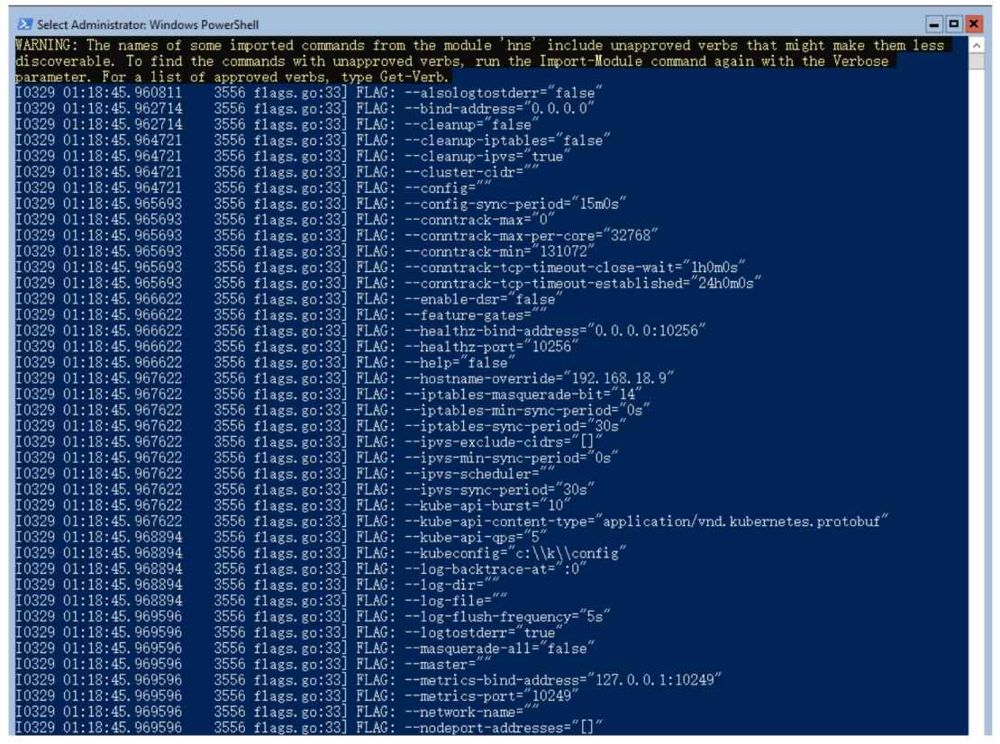 Select Administrator: Windows PowerShell
WARNING: The names of some imported commands from the module 'hns' include unapproved verbs that might make them less
discoverable. To find the commands with unapproved verbs, run the Import-Module command again with the Verbose
parameter. For a list of approved verbs, type Get-Verb.
I0329 01:18:45.960811    3556 flags.go:33] FLAG: --alsologtostderr="false"
I0329 01:18:45.962714    3556 flags.go:33] FLAG: --bind-address="0.0.0.0"
I0329 01:18:45.962714    3556 flags.go:33] FLAG: --cleanup="false"
I0329 01:18:45.964721    3556 flags.go:33] FLAG: --cleanup-iptables="false"
I0329 01:18:45.964721    3556 flags.go:33] FLAG: --cleanup-ipvs="true"
I0329 01:18:45.964721    3556 flags.go:33] FLAG: --cluster-cidr=""
I0329 01:18:45.964721    3556 flags.go:33] FLAG: --config=""
I0329 01:18:45.965693    3556 flags.go:33] FLAG: --config-sync-period="15m0s"
I0329 01:18:45.965693    3556 flags.go:33] FLAG: --conntrack-max="0"
I0329 01:18:45.965693    3556 flags.go:33] FLAG: --conntrack-max-per-core="32768"
I0329 01:18:45.965693    3556 flags.go:33] FLAG: --conntrack-min="131072"
I0329 01:18:45.965693    3556 flags.go:33] FLAG: --conntrack-tcp-timeout-close-wait="1h0m0s"
I0329 01:18:45.965693    3556 flags.go:33] FLAG: --conntrack-tcp-timeout-established="24h0m0s"
I0329 01:18:45.966622    3556 flags.go:33] FLAG: --enable-dsr="false"
I0329 01:18:45.966622    3556 flags.go:33] FLAG: --feature-gates=""
I0329 01:18:45.966622    3556 flags.go:33] FLAG: --healthz-bind-address="0.0.0.0:10256"
I0329 01:18:45.966622    3556 flags.go:33] FLAG: --healthz-port="10256"
I0329 01:18:45.966622    3556 flags.go:33] FLAG: --help="false"
I0329 01:18:45.967622    3556 flags.go:33] FLAG: --hostname-override="192.168.18.9"
I0329 01:18:45.967622    3556 flags.go:33] FLAG: --iptables-masquerade-bit="14"
I0329 01:18:45.967622    3556 flags.go:33] FLAG: --iptables-min-sync-period="0s"
I0329 01:18:45.967622    3556 flags.go:33] FLAG: --iptables-sync-period="30s"
I0329 01:18:45.967622    3556 flags.go:33] FLAG: --ipvs-exclude-cidrs="[]"
I0329 01:18:45.967622    3556 flags.go:33] FLAG: --ipvs-min-sync-period="0s"
I0329 01:18:45.967622    3556 flags.go:33] FLAG: --ipvs-scheduler=""
I0329 01:18:45.967622    3556 flags.go:33] FLAG: --ipvs-sync-period="30s"
I0329 01:18:45.967622    3556 flags.go:33] FLAG: --kube-api-burst="10"
I0329 01:18:45.967622    3556 flags.go:33] FLAG: --kube-api-content-type="application/vnd.kubernetes.protobuf"
I0329 01:18:45.968894    3556 flags.go:33] FLAG: --kube-api-qps="5"
I0329 01:18:45.968894    3556 flags.go:33] FLAG: --kubeconfig="c:\\k\\config"
I0329 01:18:45.968894    3556 flags.go:33] FLAG: --log-backtrace-at=":0"
I0329 01:18:45.968894    3556 flags.go:33] FLAG: --log-dir=""
I0329 01:18:45.968894    3556 flags.go:33] FLAG: --log-file=""
I0329 01:18:45.969596    3556 flags.go:33] FLAG: --log-flush-frequency="5s"
I0329 01:18:45.969596    3556 flags.go:33] FLAG: --logtostderr="true"
I0329 01:18:45.969596    3556 flags.go:33] FLAG: --masquerade-all="false"
I0329 01:18:45.969596    3556 flags.go:33] FLAG: --master=""
I0329 01:18:45.969596    3556 flags.go:33] FLAG: --metrics-bind-address="127.0.0.1:10249"
I0329 01:18:45.969596    3556 flags.go:33] FLAG: --metrics-port="10249"
I0329 01:18:45.969596    3556 flags.go:33] FLAG: --network-name=""
I0329 01:18:45.969596    3556 flags.go:33] FLAG: --nodeport-addresses="[]"